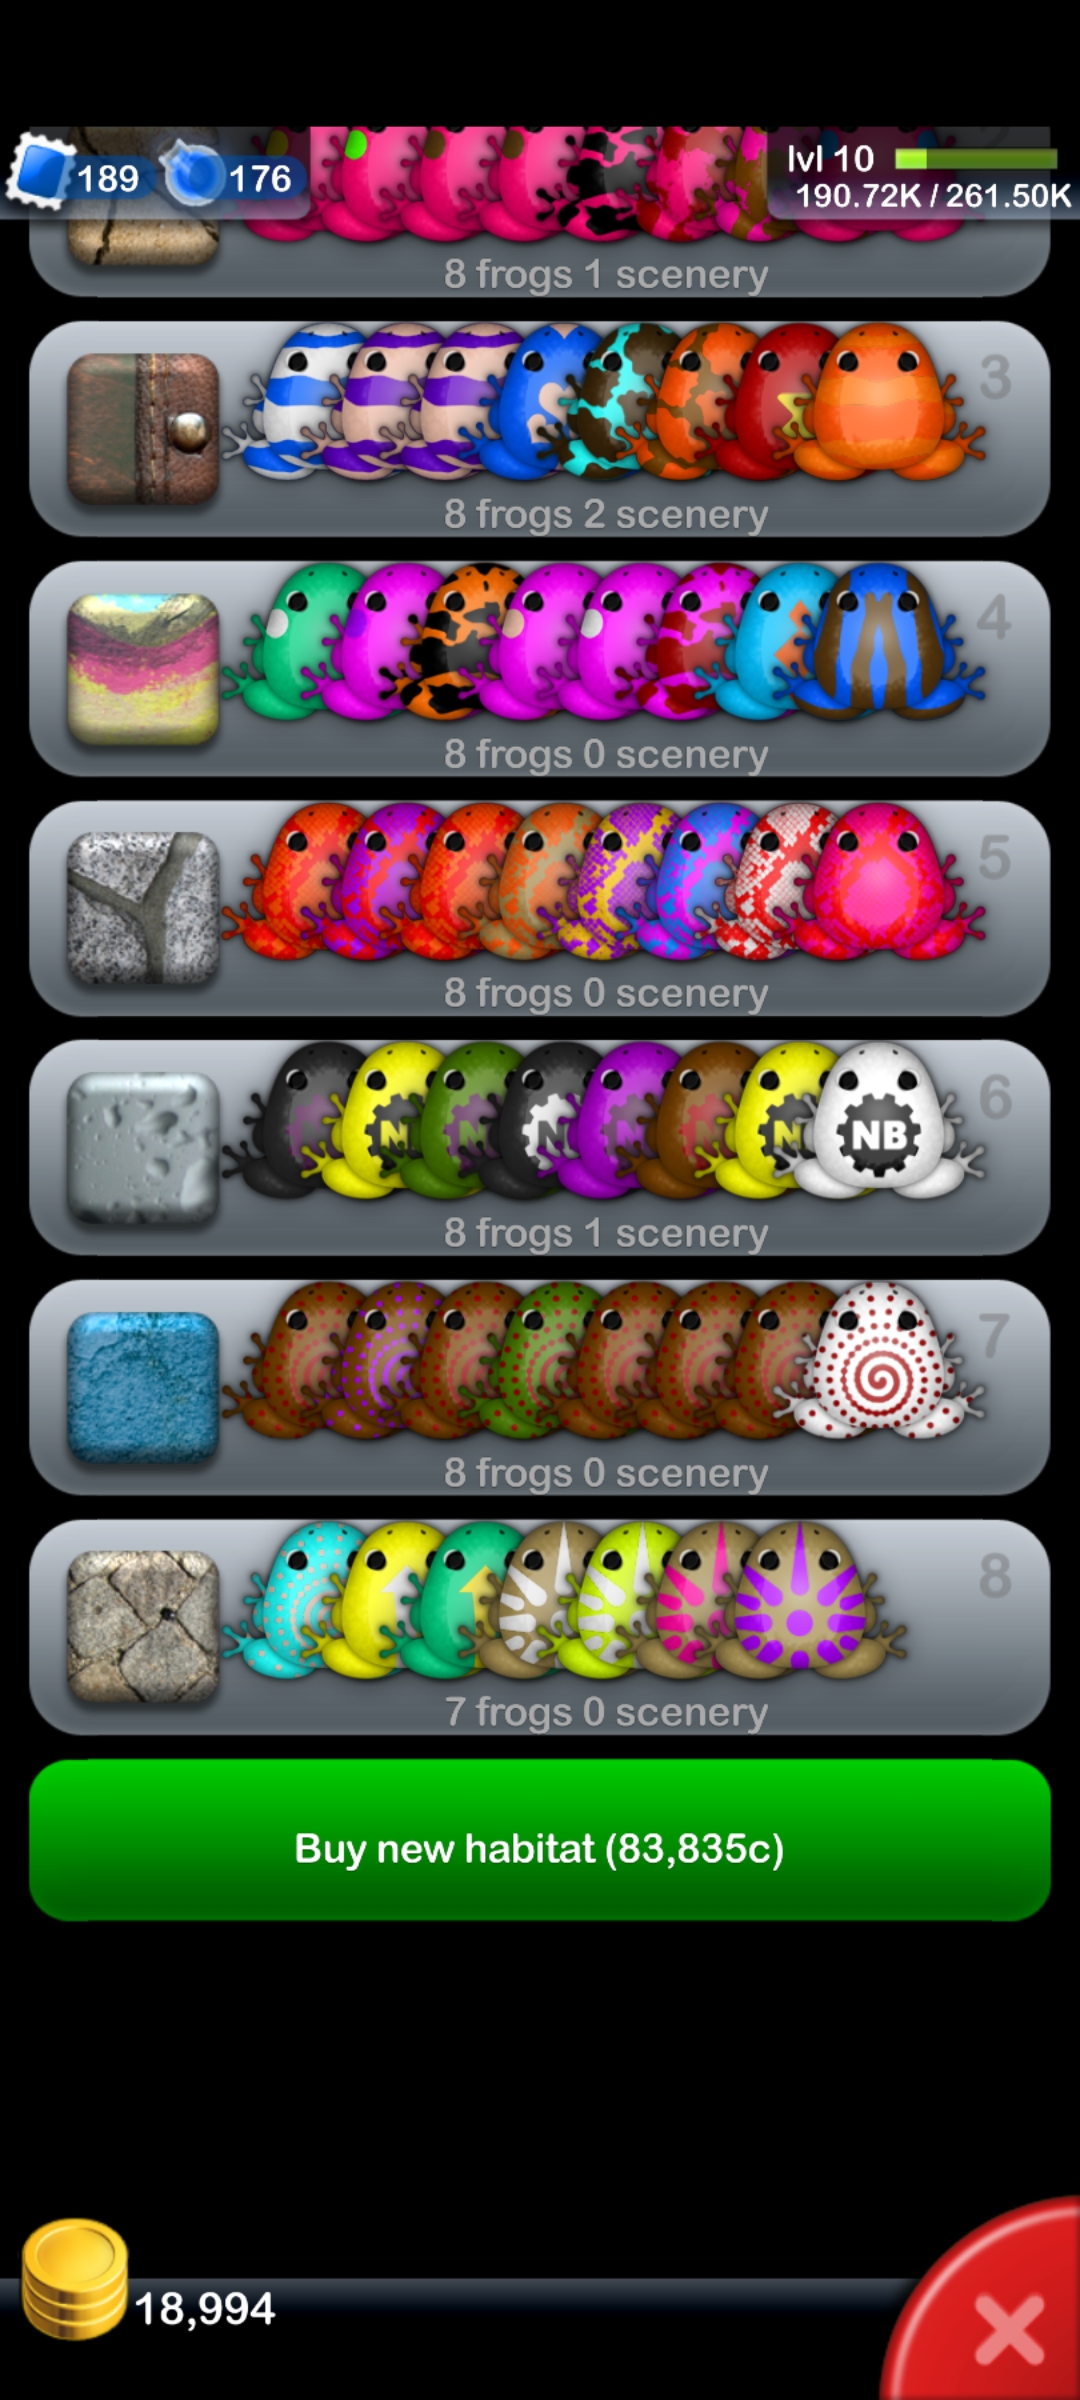 189 176
lvl 10
190.72K / 261.50K
8 frogs 1 scenery
3
8 frogs 2 scenery
4
8 frogs 0 scenery
5
8 frogs 0 scenery
6
NB
8 frogs 1 scenery
7
8 frogs 0 scenery
8
7 frogs 0 scenery
Buy new habitat (83,835c)
18,994